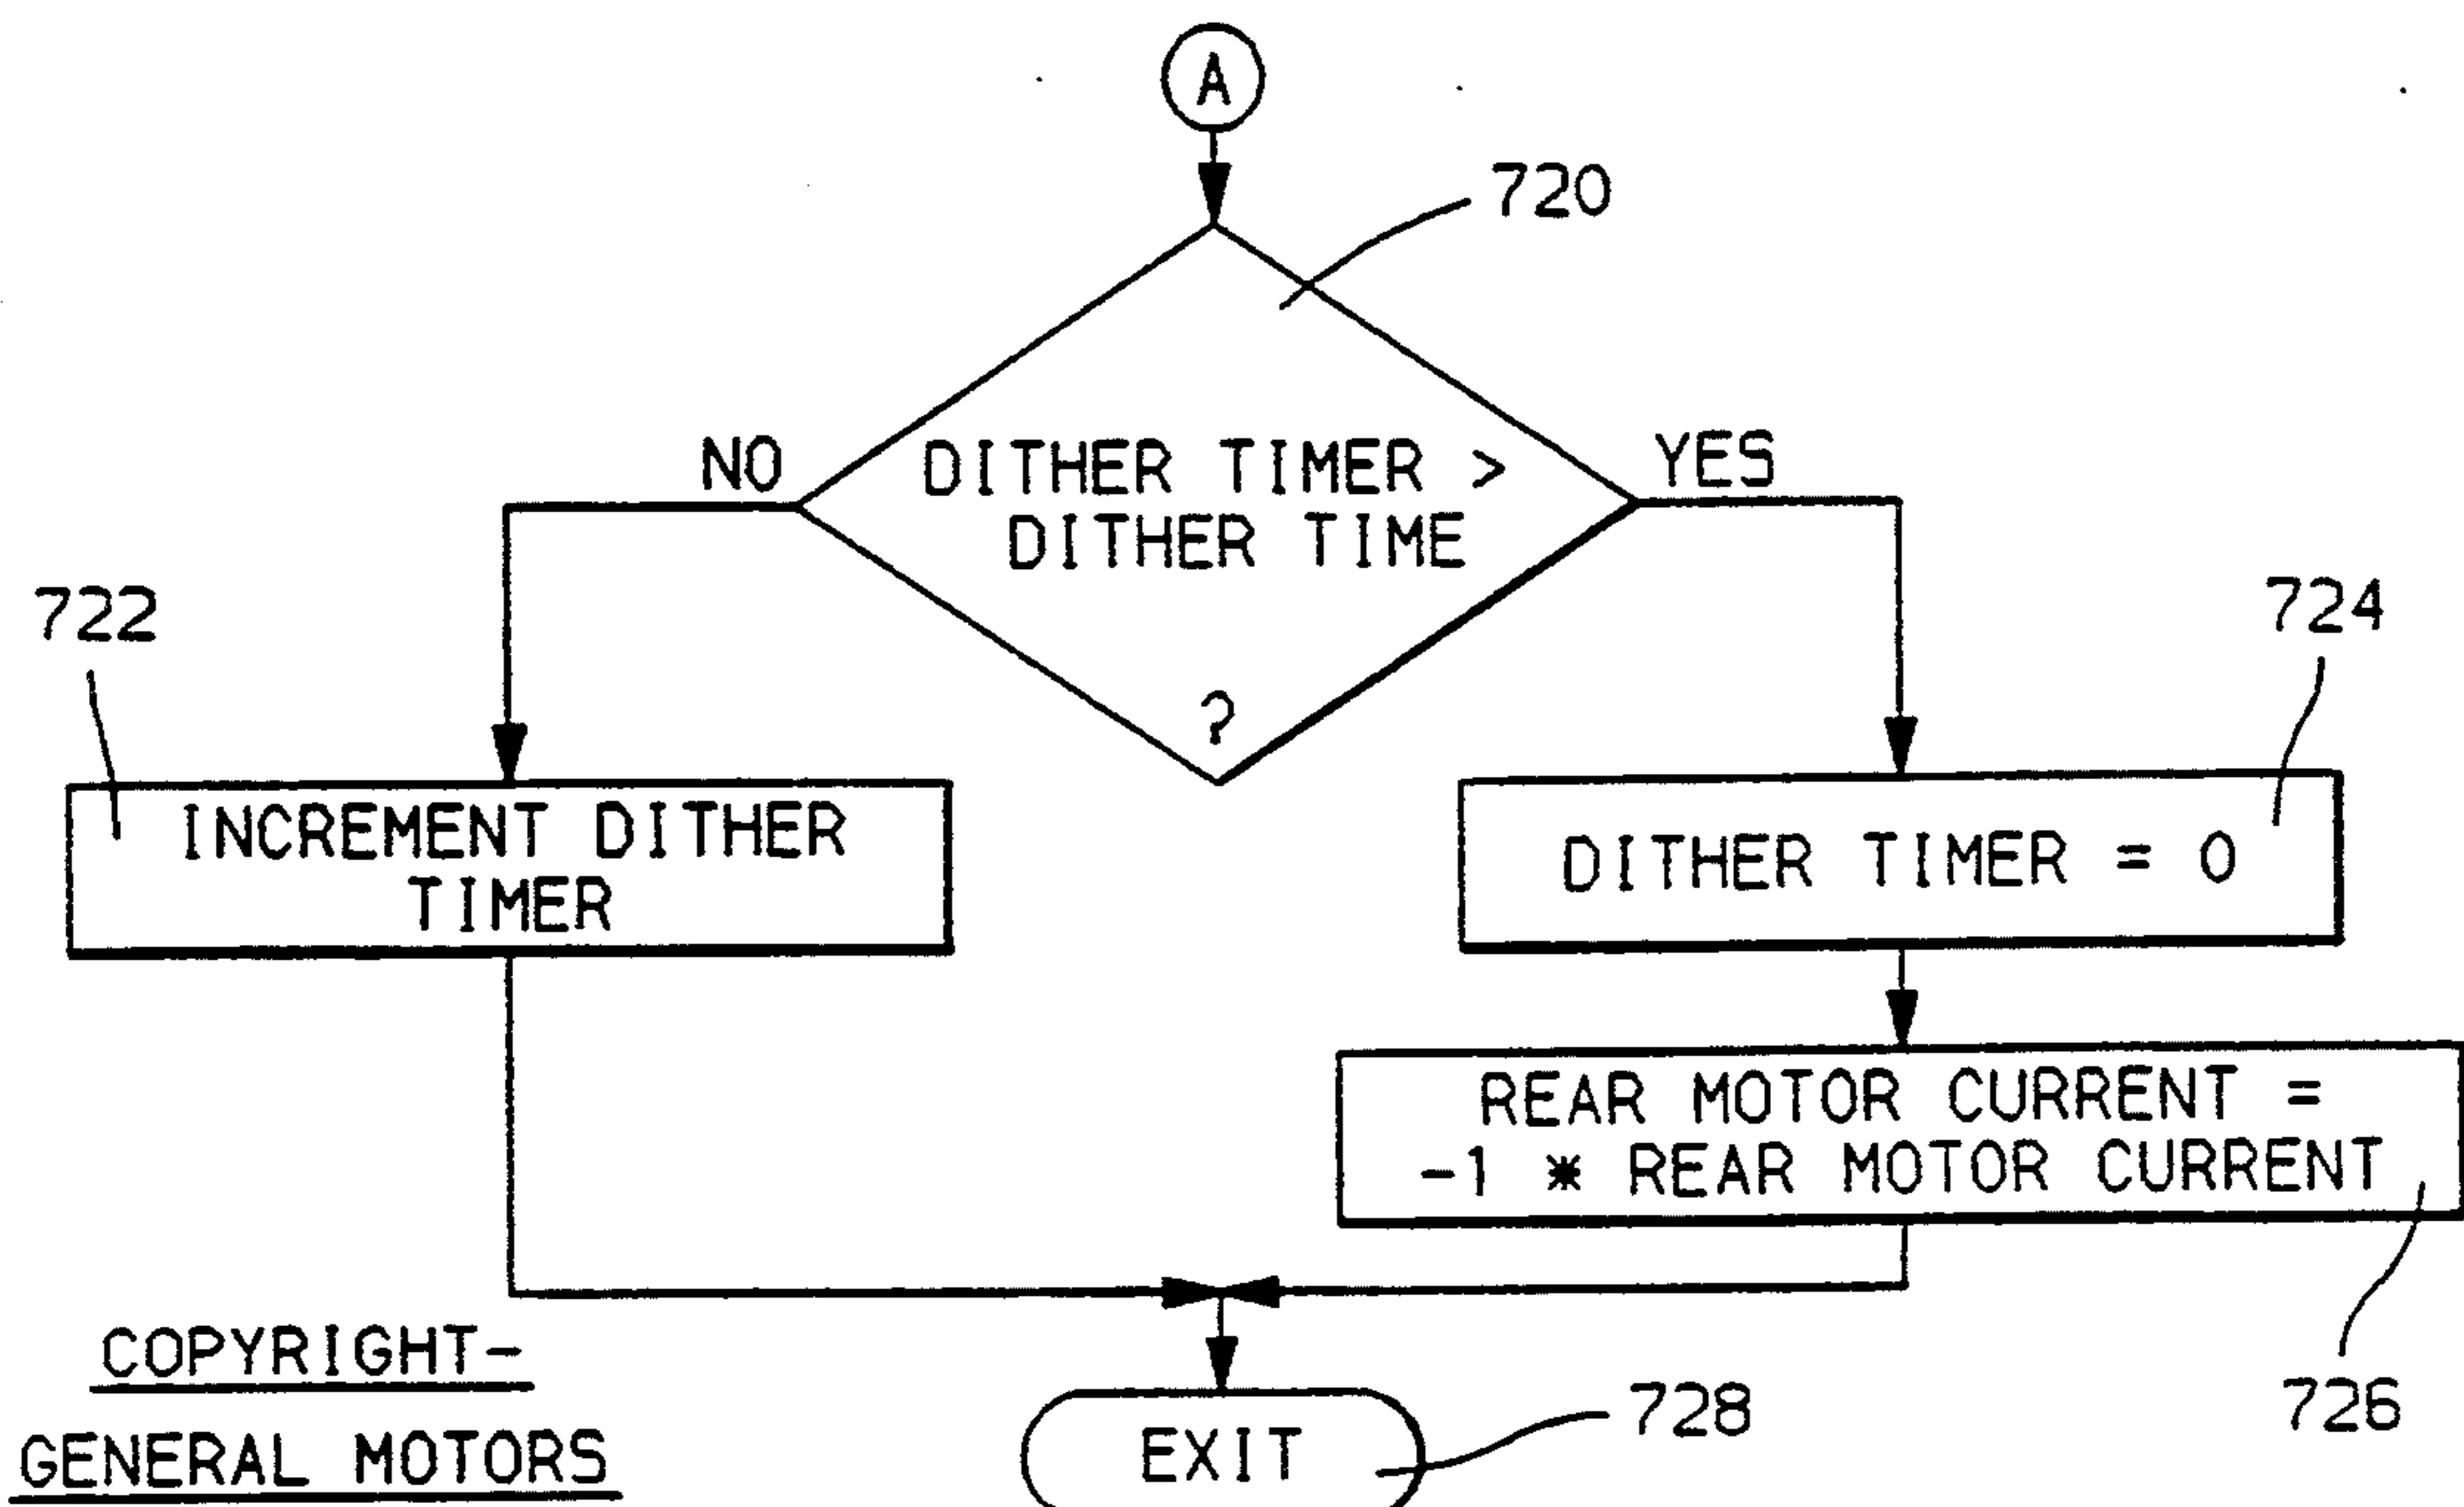 A
720
NO
DITHER TIMER >
YES
DITHER TIME
?
722
724
INCREMENT DITHER
TIMER
DITHER TIMER = 0
REAR MOTOR CURRENT =
-1 * REAR MOTOR CURRENT
726
COPYRIGHT-
GENERAL MOTORS
EXIT
728